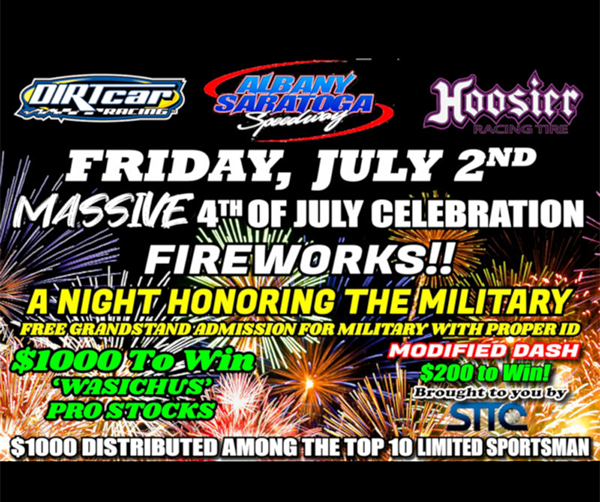 DIRTcar
RACING
ALBANY
SARATOGA
Speedway
Hoosier
RACING TIRE
FRIDAY, JULY 2ND
MASSIVE 4TH OF JULY CELEBRATION
FIREWORKS!!
A NIGHT HONORING THE MILITARY
FREE GRANDSTAND ADMISSION FOR MILITARY WITH PROPER ID
$1000 To Win
'WASICHUS'
PRO STOCKS
MODIFIED DASH
$200 to Win!
Brought to you by
STTC
$1000 DISTRIBUTED AMONG THE TOP 10 LIMITED SPORTSMAN